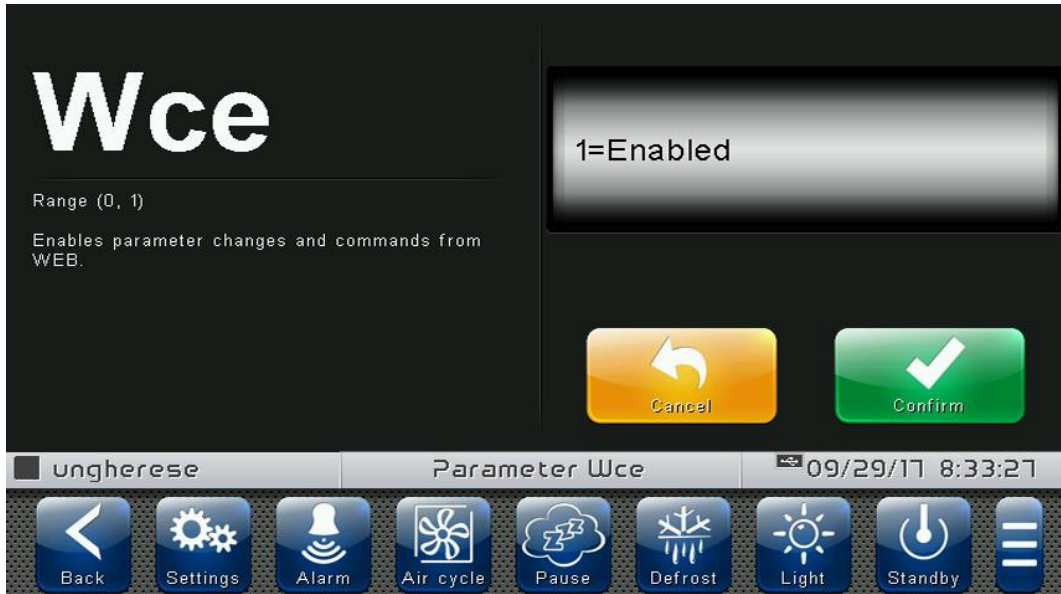 Wce
Range (0, 1)
Enables parameter changes and commands from
WEB.
1=Enabled
Cancel
Confirm
ungherese
Parameter Wce
09/29/17 8:33:27
Back
Settings
Alarm
Air cycle
Pause
zzz
Defrost
Light
Standby